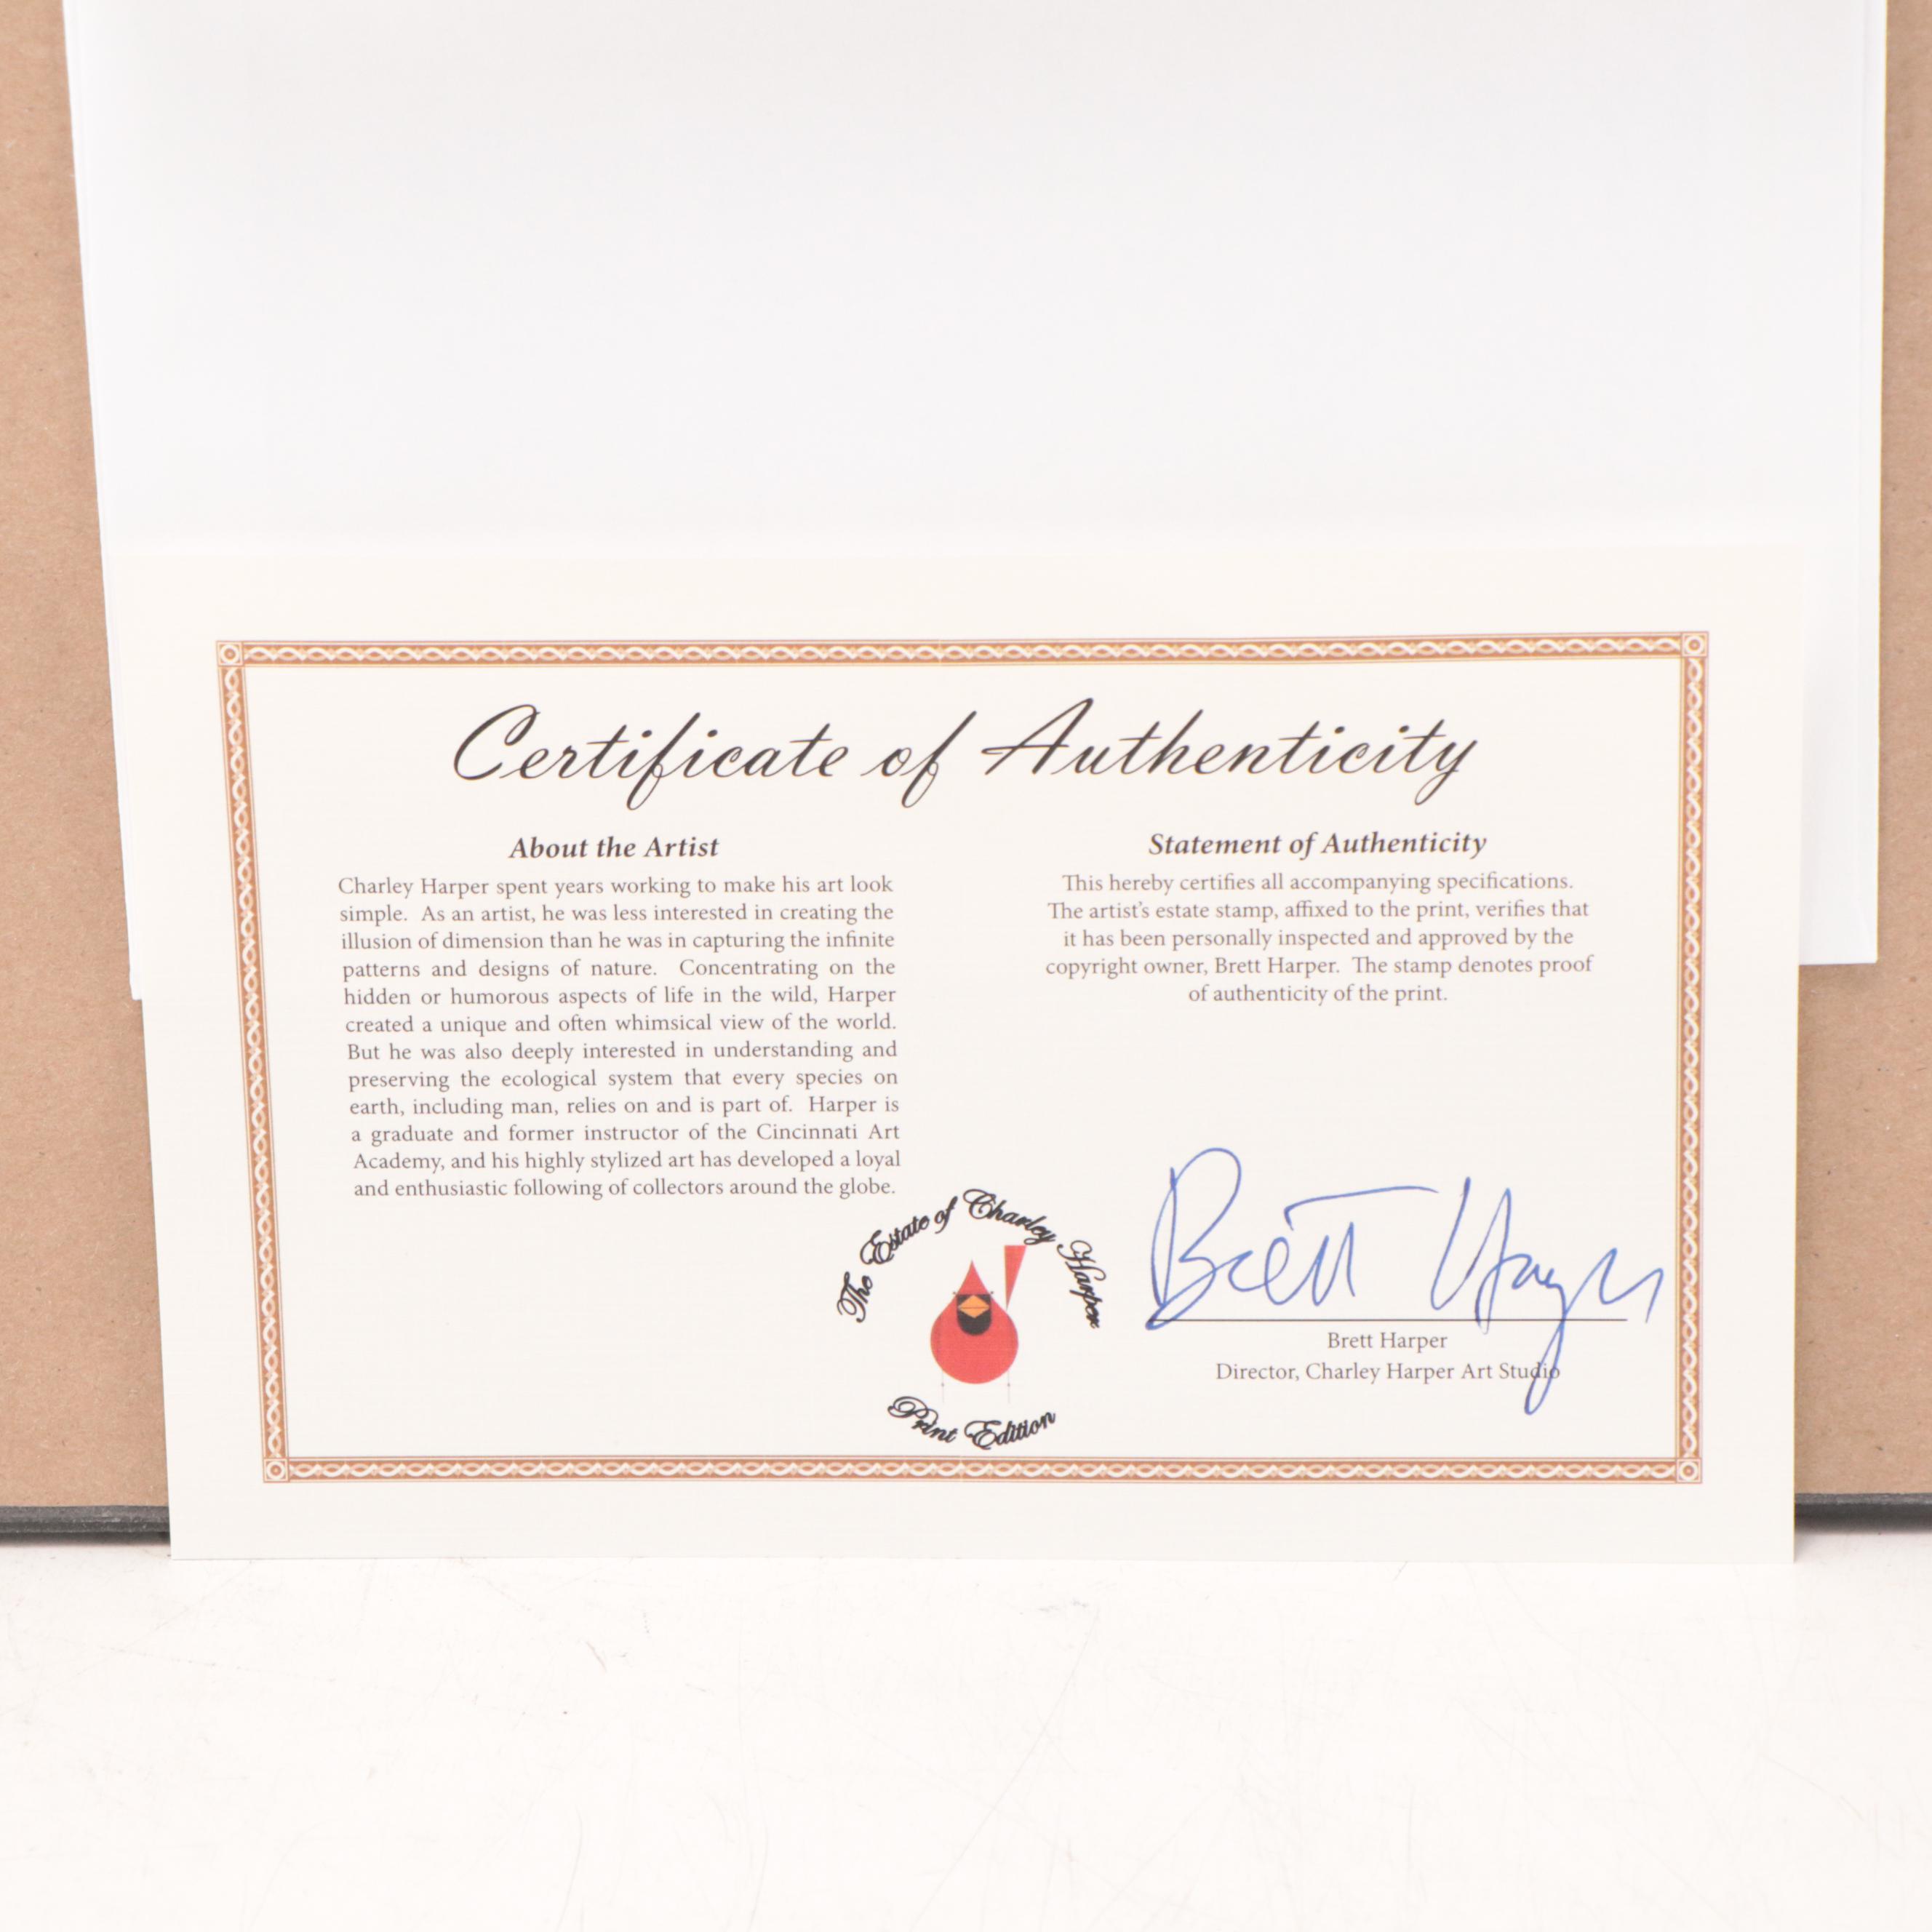 Certificate of Authenticity
About the Artist
Charley Harper spent years working to make his art look
simple.  As an artist, he was less interested in creating the
illusion of dimension than he was in capturing the infinite
patterns and designs of nature.  Concentrating on the
hidden or humorous aspects of life in the wild, Harper
created a unique and often whimsical view of the world.
But he was also deeply interested in understanding and
preserving the ecological system that every species on
earth, including man, relies on and is part of.  Harper is
a graduate and former instructor of the Cincinnati Art
Academy, and his highly stylized art has developed a loyal
and enthusiastic following of collectors around the globe.
Statement of Authenticity
This hereby certifies all accompanying specifications.
The artist's estate stamp, affixed to the print, verifies that
it has been personally inspected and approved by the
copyright owner, Brett Harper.  The stamp denotes proof
of authenticity of the print.
The Estate of Charley Harper
Print Edition
Brett Harper
Brett Harper
Director, Charley Harper Art Studio